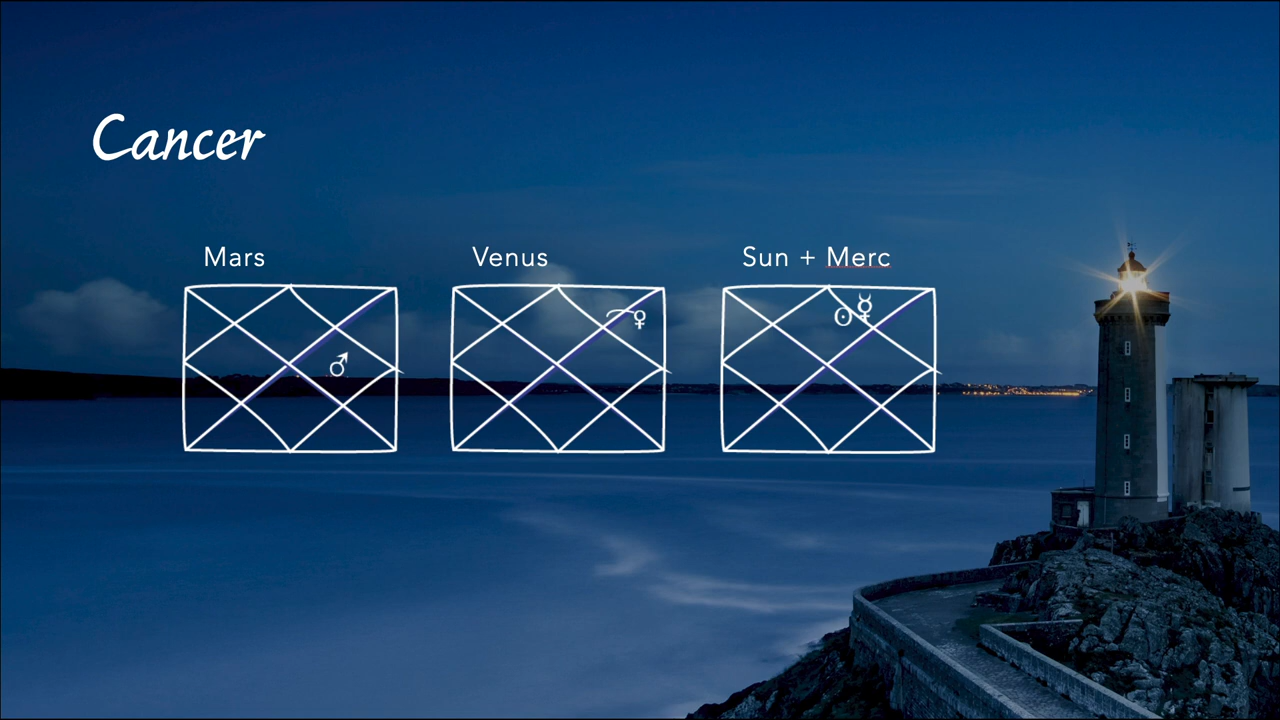 Cancer
Mars
Venus
Sun + Merc
♂
♀
☉ ☿